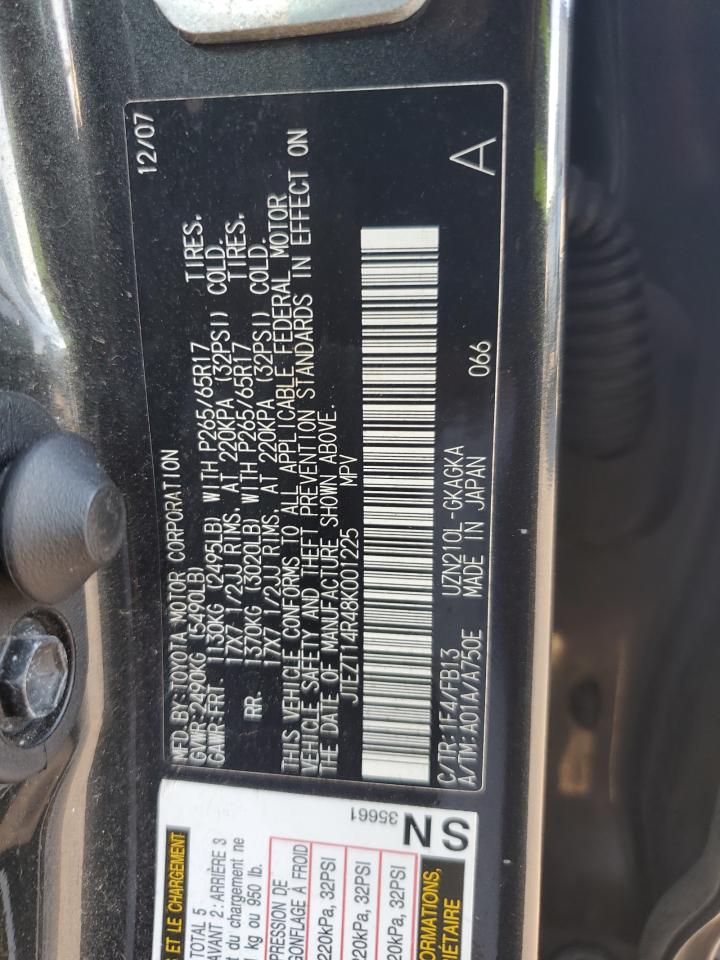 12/07
MFD. BY: TOYOTA MOTOR CORPORATION
GVWR: 2490KG (5490LB)
GAWR: FRT 1130KG (2495LB) WITH P265/65R17 TIRES,
17X7 1/2JJ RIMS, AT 220KPA (32PSI) COLD.
RR. 1370KG (3020LB) WITH P265/65R17 TIRES,
17X7 1/2JJ RIMS, AT 220KPA (32PSI) COLD.
THIS VEHICLE CONFORMS TO ALL APPLICABLE FEDERAL MOTOR
VEHICLE SAFETY AND THEFT PREVENTION STANDARDS IN EFFECT ON
THE DATE OF MANUFACTURE SHOWN ABOVE.
JTEZT14R48K001225 MPV
066 A
C/TR: 1F4/FB13 UZN210L-GKAGKA
A/TM: A01A/A750E MADE IN JAPAN
ET LE CHARGEMENT
TOTAL 5
AVANT 2: ARRIÈRE 3
du chargement ne
kg ou 950 lb.
PRESSION DE
GONFLAGE À FROID
220kPa, 32PSI
20kPa, 32PSI
20kPa, 32PSI
35661
SN